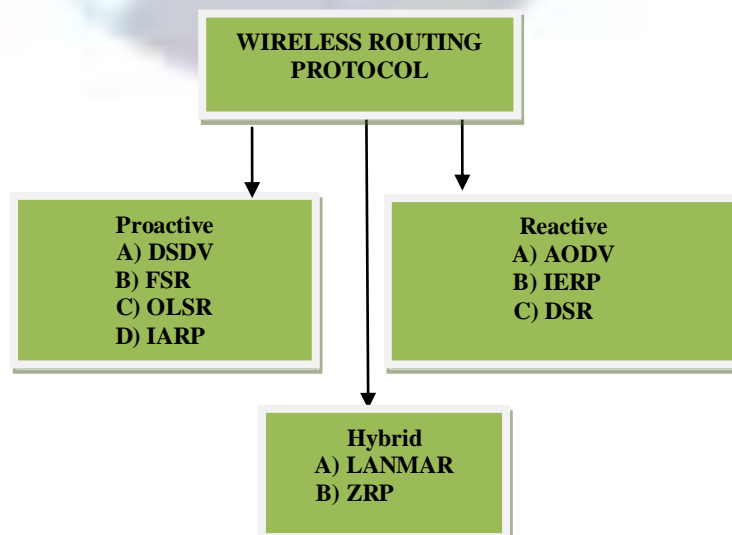 WIRELESS ROUTING
PROTOCOL
Proactive
A) DSDV
B) FSR
C) OLSR
D) IARP
Reactive
A) AODV
B) IERP
C) DSR
Hybrid
A) LANMAR
B) ZRP